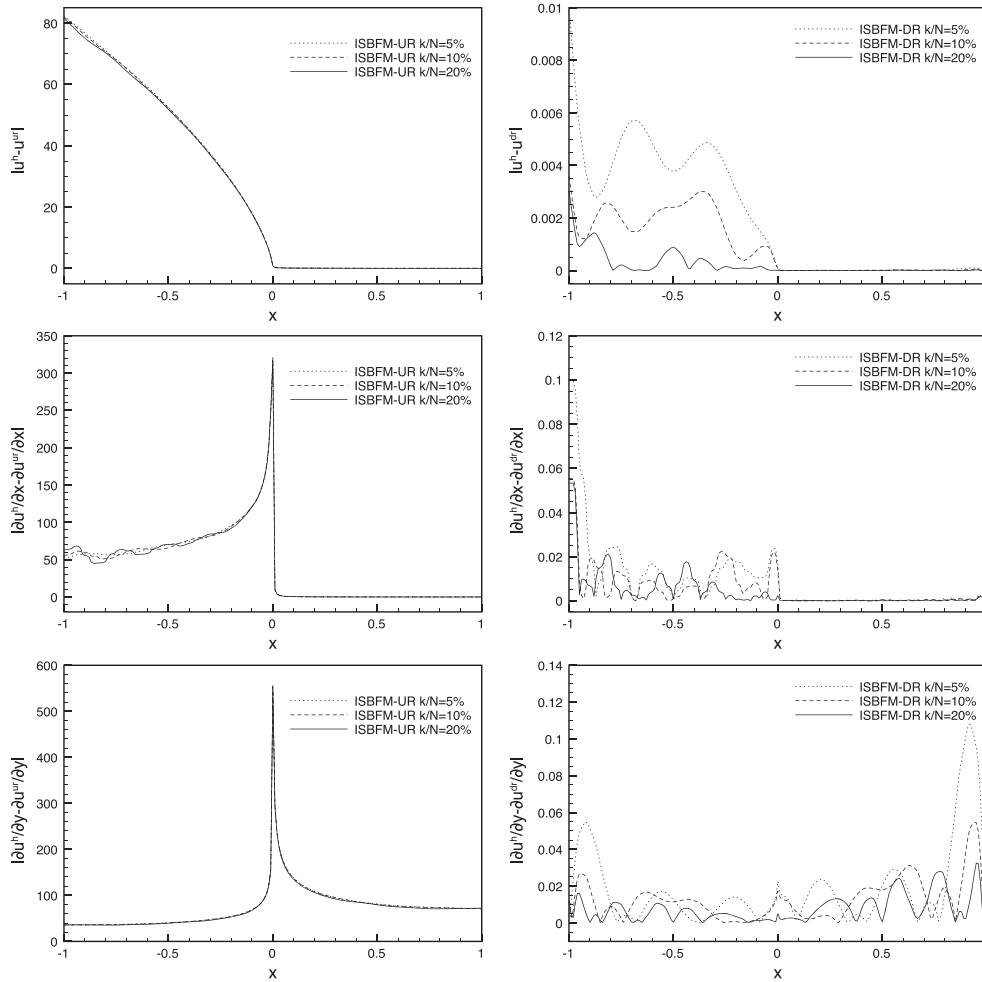 |u^h-u^ur|
80
60
40
20
0
ISBFM-UR k/N=5%
ISBFM-UR k/N=10%
ISBFM-UR k/N=20%
-1 -0.5 0 0.5 1
x
|u^h-u^dr|
0.01
0.008
0.006
0.004
0.002
0
ISBFM-DR k/N=5%
ISBFM-DR k/N=10%
ISBFM-DR k/N=20%
-1 -0.5 0 0.5
x
|∂u^h/∂x-∂u^ur/∂x|
350
300
250
200
150
100
50
0
ISBFM-UR k/N=5%
ISBFM-UR k/N=10%
ISBFM-UR k/N=20%
-1 -0.5 0 0.5 1
x
|∂u^h/∂x-∂u^dr/∂x|
0.12
0.1
0.08
0.06
0.04
0.02
0
ISBFM-DR k/N=5%
ISBFM-DR k/N=10%
ISBFM-DR k/N=20%
-1 -0.5 0 0.5
x
|∂u^h/∂y-∂u^ur/∂y|
600
500
400
300
200
100
0
ISBFM-UR k/N=5%
ISBFM-UR k/N=10%
ISBFM-UR k/N=20%
-1 -0.5 0 0.5 1
x
|∂u^h/∂y-∂u^dr/∂y|
0.14
0.12
0.1
0.08
0.06
0.04
0.02
0
ISBFM-DR k/N=5%
ISBFM-DR k/N=10%
ISBFM-DR k/N=20%
-1 -0.5 0 0.5
x